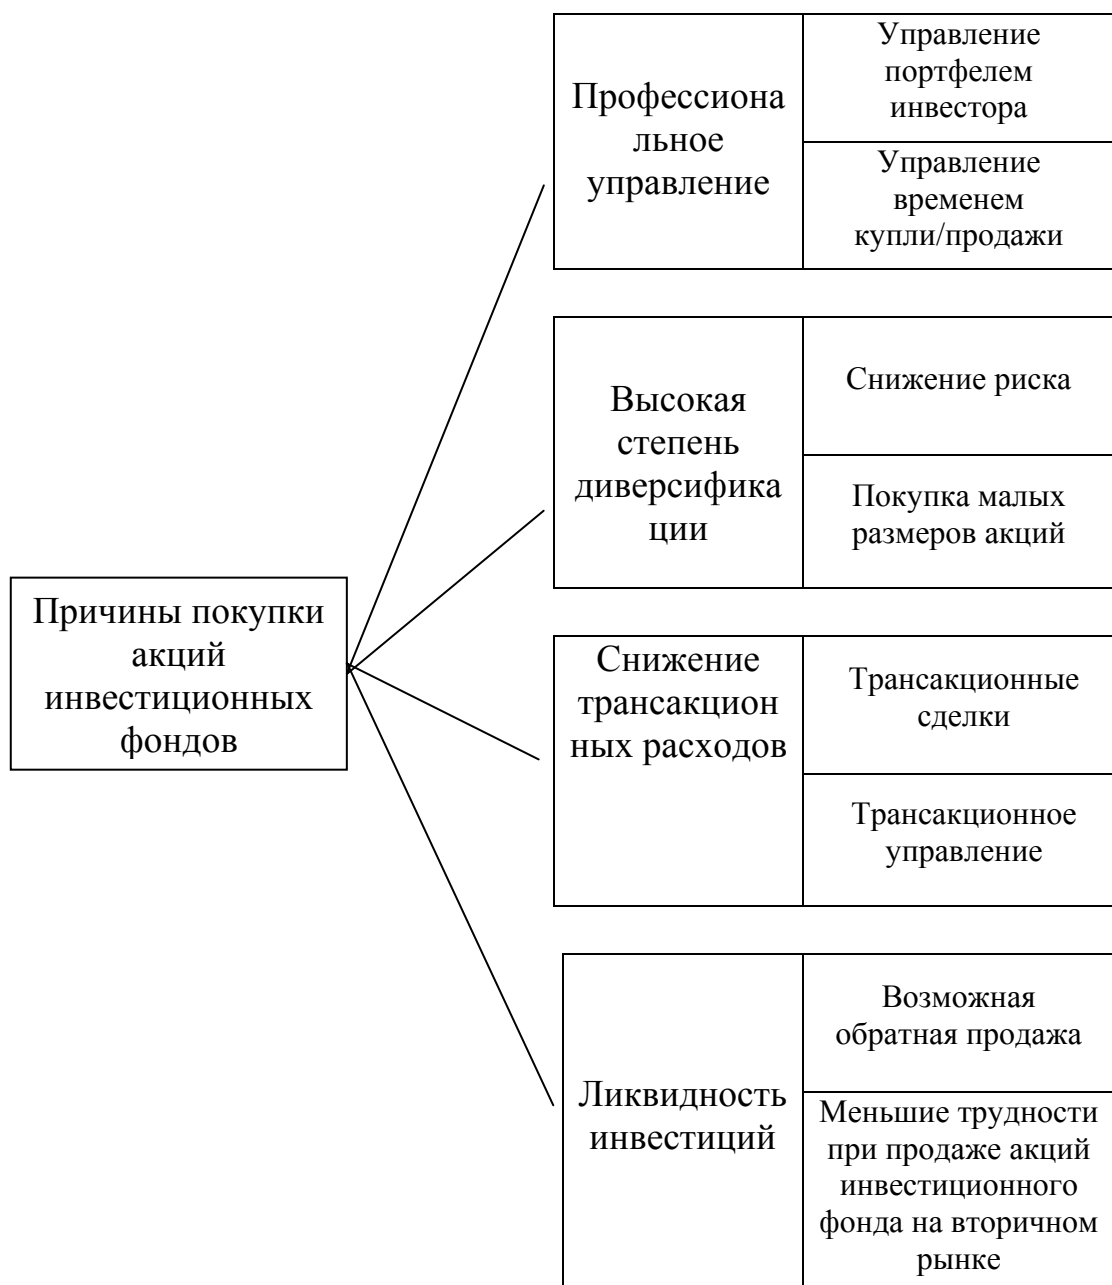 Причины покупки
акций
инвестиционных
фондов
Профессиона
льное
управление
Управление
портфелем
инвестора
Управление
временем
купли/продажи
Высокая
степень
диверсифика
ции
Снижение риска
Покупка малых
размеров акций
Снижение
трансакцион
ных расходов
Трансакционные
сделки
Трансакционное
управление
Ликвидность
инвестиций
Возможная
обратная продажа
Меньшие трудности
при продаже акций
инвестиционного
фонда на вторичном
рынке